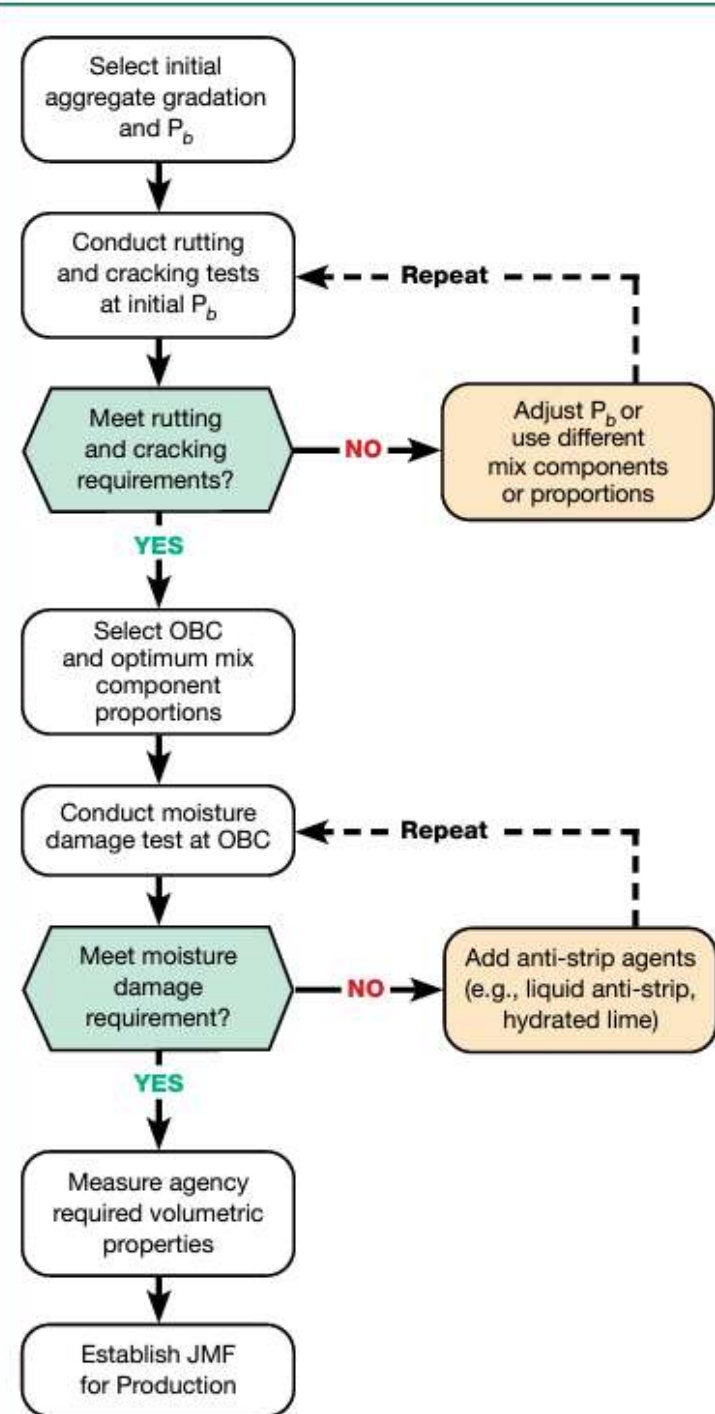 Select initial
aggregate gradation
and Pb
Conduct rutting
and cracking tests
at initial Pb
Repeat
Meet rutting
and cracking
requirements?
NO
Adjust Pb or
use different
mix components
or proportions
YES
Select OBC
and optimum mix
component
proportions
Conduct moisture
damage test at OBC
Repeat
Meet moisture
damage
requirement?
NO
Add anti-strip agents
(e.g., liquid anti-strip,
hydrated lime)
YES
Measure agency
required volumetric
properties
Establish JMF
for Production